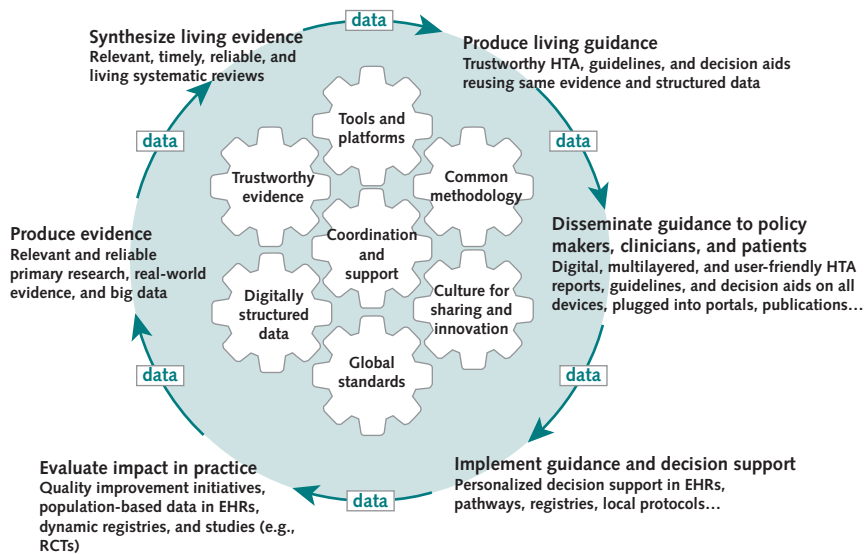 data
Synthesize living evidence
Relevant, timely, reliable, and
living systematic reviews
Produce living guidance
Trustworthy HTA, guidelines, and decision aids
reusing same evidence and structured data
data
data
Tools and
platforms
Trustworthy
evidence
Common
methodology
Coordination
and
support
Digitally
structured
data
Culture for
sharing and
innovation
Global
standards
Produce evidence
Relevant and reliable
primary research, real-world
evidence, and big data
Disseminate guidance to policy
makers, clinicians, and patients
Digital, multilayered, and user-friendly HTA
reports, guidelines, and decision aids on all
devices, plugged into portals, publications…
data
data
Evaluate impact in practice
Quality improvement initiatives,
population-based data in EHRs,
dynamic registries, and studies (e.g.,
RCTs)
data
Implement guidance and decision support
Personalized decision support in EHRs,
pathways, registries, local protocols…